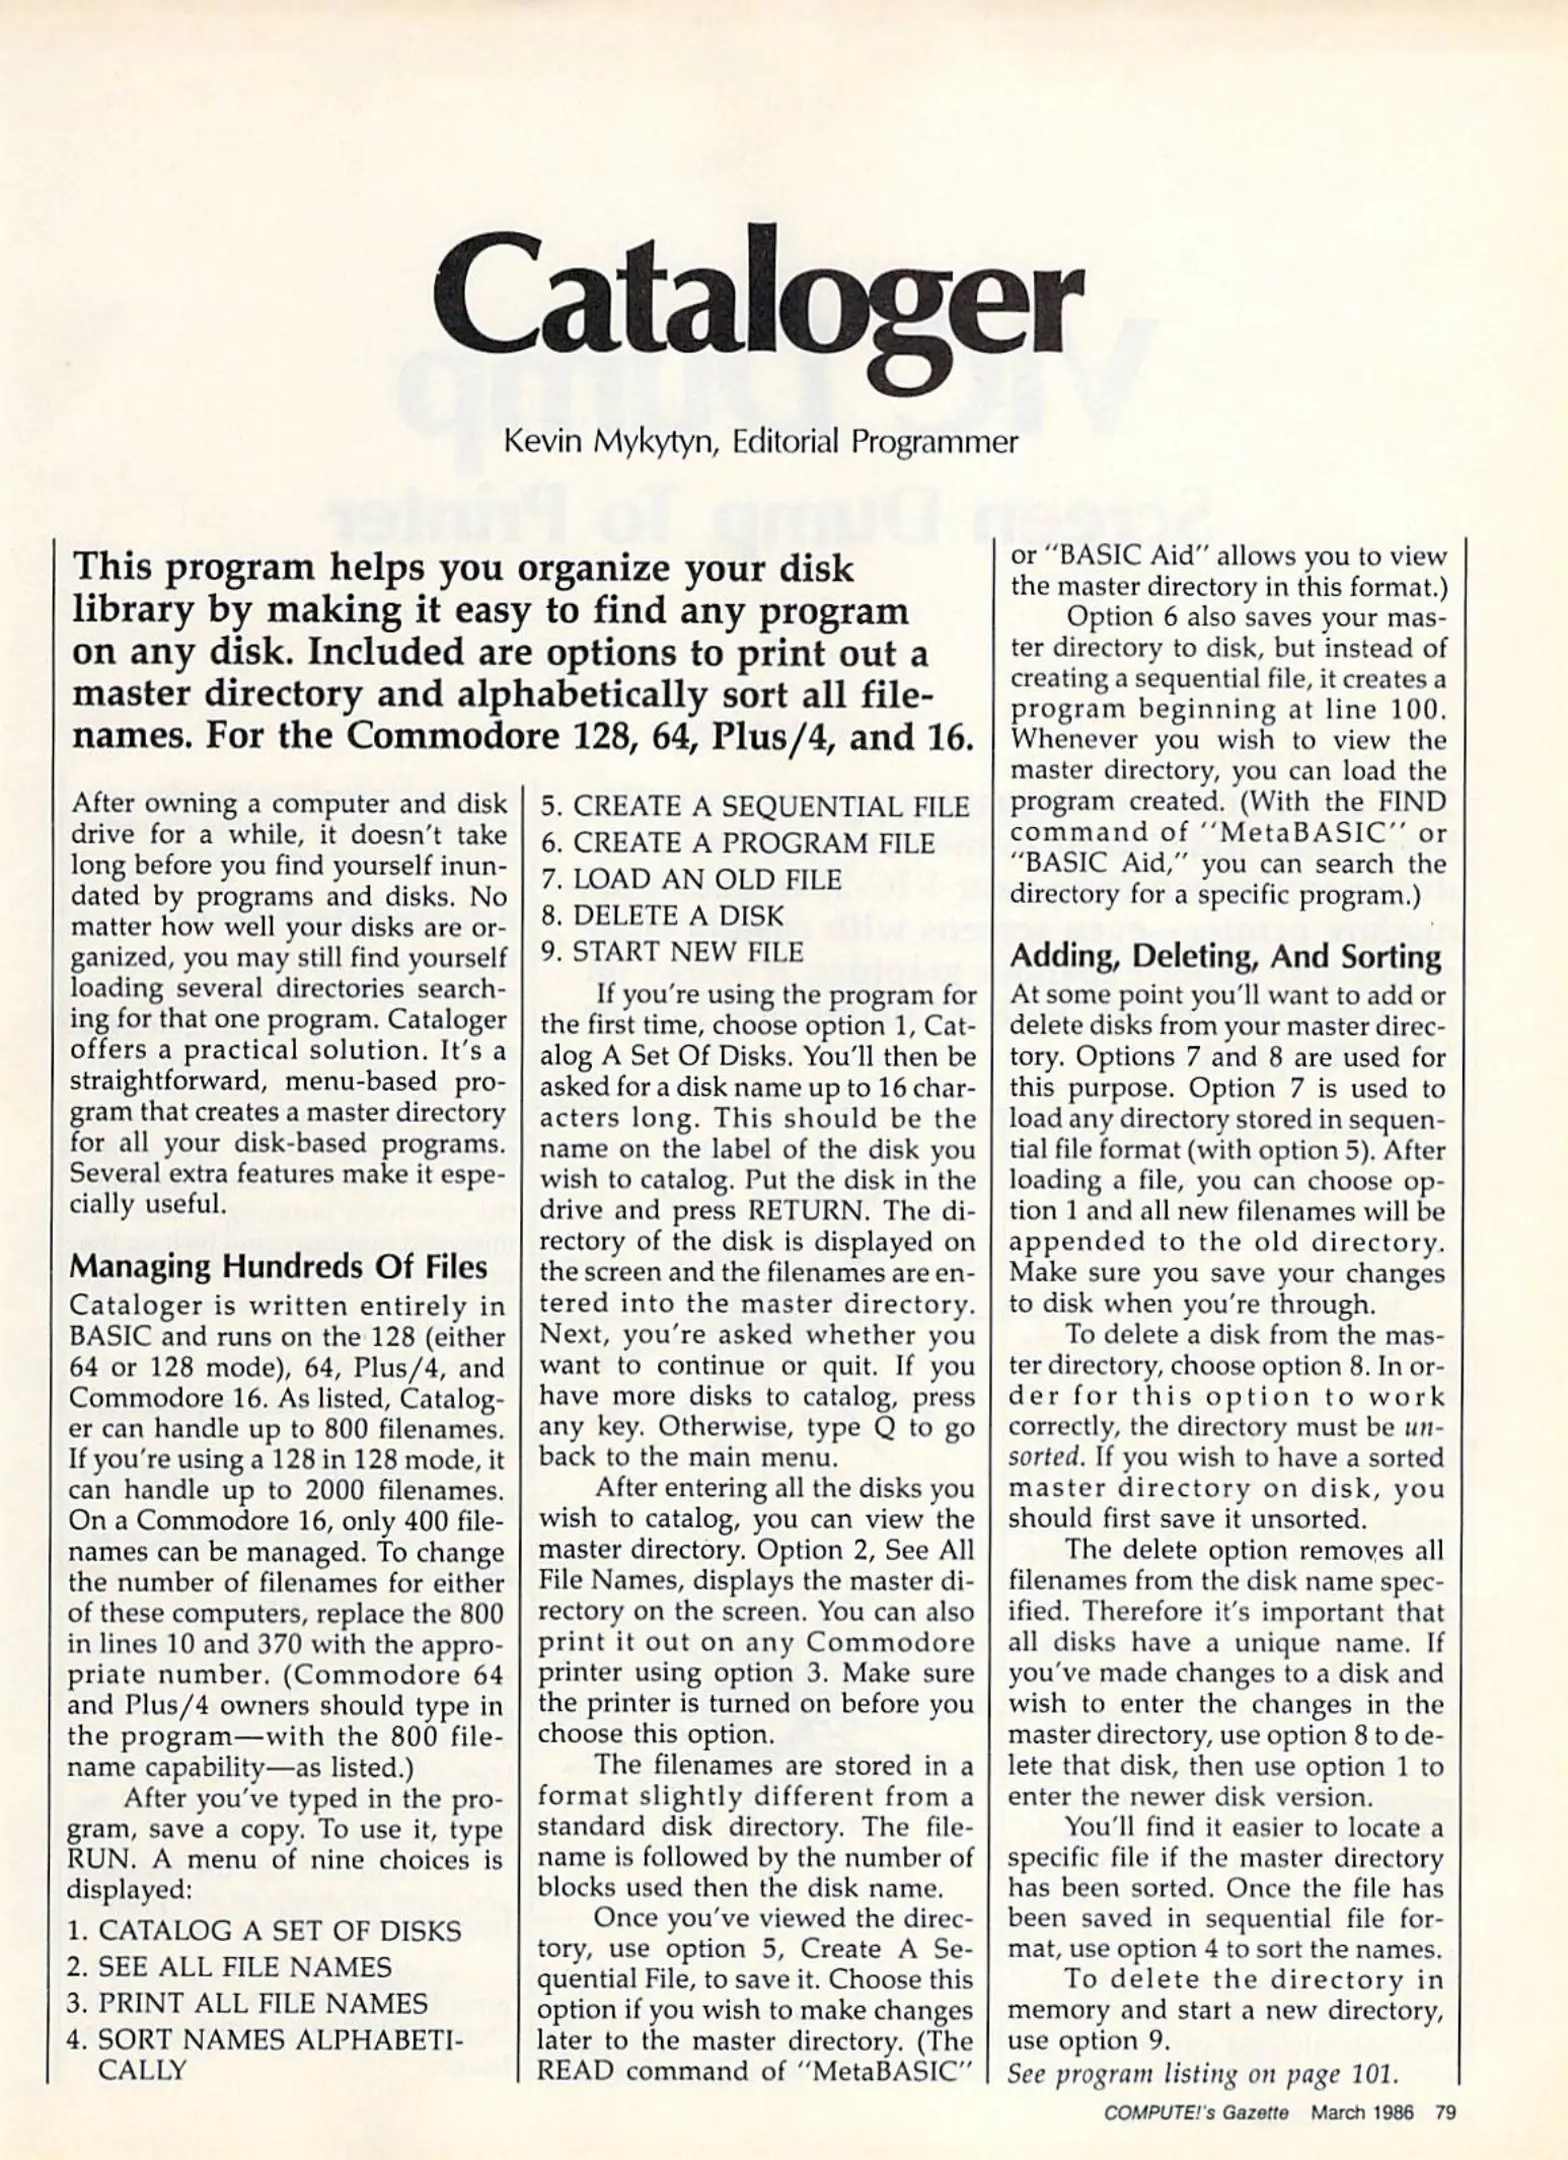 Cataloger
Kevin Mykytyn, Editorial Programmer
This program helps you organize your disk
library by making it easy to find any program
on any disk. Included are options to print out a
master directory and alphabetically sort all file-
names. For the Commodore 128, 64, Plus/4, and 16.
After owning a computer and disk
drive for a while, it doesn't take
long before you find yourself inun-
dated by programs and disks. No
matter how well your disks are or-
ganized, you may still find yourself
loading several directories search-
ing for that one program. Cataloger
offers a practical solution. It's a
straightforward, menu-based pro-
gram that creates a master directory
for all your disk-based programs.
Several extra features make it espe-
cially useful.
Managing Hundreds Of Files
Cataloger is written entirely in
BASIC and runs on the 128 (either
64 or 128 mode), 64, Plus/4, and
Commodore 16. As listed, Catalog-
er can handle up to 800 filenames.
If you're using a 128 in 128 mode, it
can handle up to 2000 filenames.
On a Commodore 16, only 400 file-
names can be managed. To change
the number of filenames for either
of these computers, replace the 800
in lines 10 and 370 with the appro-
priate number. (Commodore 64
and Plus/4 owners should type in
the program—with the 800 file-
name capability—as listed.)
After you've typed in the pro-
gram, save a copy. To use it, type
RUN. A menu of nine choices is
displayed:
1. CATALOG A SET OF DISKS
2. SEE ALL FILE NAMES
3. PRINT ALL FILE NAMES
4. SORT NAMES ALPHABETI-
CALLY
5. CREATE A SEQUENTIAL FILE
6. CREATE A PROGRAM FILE
7. LOAD AN OLD FILE
8. DELETE A DISK
9. START NEW FILE
If you're using the program for
the first time, choose option 1, Cat-
alog A Set Of Disks. You'll then be
asked for a disk name up to 16 char-
acters long. This should be the
name on the label of the disk you
wish to catalog. Put the disk in the
drive and press RETURN. The di-
rectory of the disk is displayed on
the screen and the filenames are en-
tered into the master directory.
Next, you're asked whether you
want to continue or quit. If you
have more disks to catalog, press
any key. Otherwise, type Q to go
back to the main menu.
After entering all the disks you
wish to catalog, you can view the
master directory. Option 2, See All
File Names, displays the master di-
rectory on the screen. You can also
print it out on any Commodore
printer using option 3. Make sure
the printer is turned on before you
choose this option.
The filenames are stored in a
format slightly different from a
standard disk directory. The file-
name is followed by the number of
blocks used then the disk name.
Once you've viewed the direc-
tory, use option 5, Create A Se-
quential File, to save it. Choose this
option if you wish to make changes
later to the master directory. (The
READ command of "MetaBASIC"
or "BASIC Aid" allows you to view
the master directory in this format.)
Option 6 also saves your mas-
ter directory to disk, but instead of
creating a sequential file, it creates a
program beginning at line 100.
Whenever you wish to view the
master directory, you can load the
program created. (With the FIND
command of "MetaBASIC" or
"BASIC Aid," you can search the
directory for a specific program.)
Adding, Deleting, And Sorting
At some point you'll want to add or
delete disks from your master direc-
tory. Options 7 and 8 are used for
this purpose. Option 7 is used to
load any directory stored in sequen-
tial file format (with option 5). After
loading a file, you can choose op-
tion 1 and all new filenames will be
appended to the old directory.
Make sure you save your changes
to disk when you're through.
To delete a disk from the mas-
ter directory, choose option 8. In or-
der for this option to work
correctly, the directory must be un-
sorted. If you wish to have a sorted
master directory on disk, you
should first save it unsorted.
The delete option removes all
filenames from the disk name spec-
ified. Therefore it's important that
all disks have a unique name. If
you've made changes to a disk and
wish to enter the changes in the
master directory, use option 8 to de-
lete that disk, then use option 1 to
enter the newer disk version.
You'll find it easier to locate a
specific file if the master directory
has been sorted. Once the file has
been saved in sequential file for-
mat, use option 4 to sort the names.
To delete the directory in
memory and start a new directory,
use option 9.
See program listing on page 101.
COMPUTE!'s Gazette March 1986 79